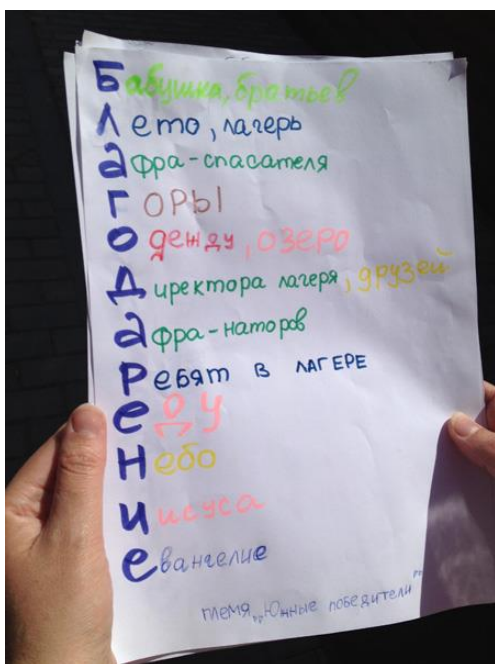 Бабушка, братьев
Лето, лагерь
афра-спасателя
Горы
одежду, озеро
Директора лагеря, друзей
афра-наторов
Ребят в лагере
еду
Небо
Иисуса
евангелие
племя „Юнные победители"